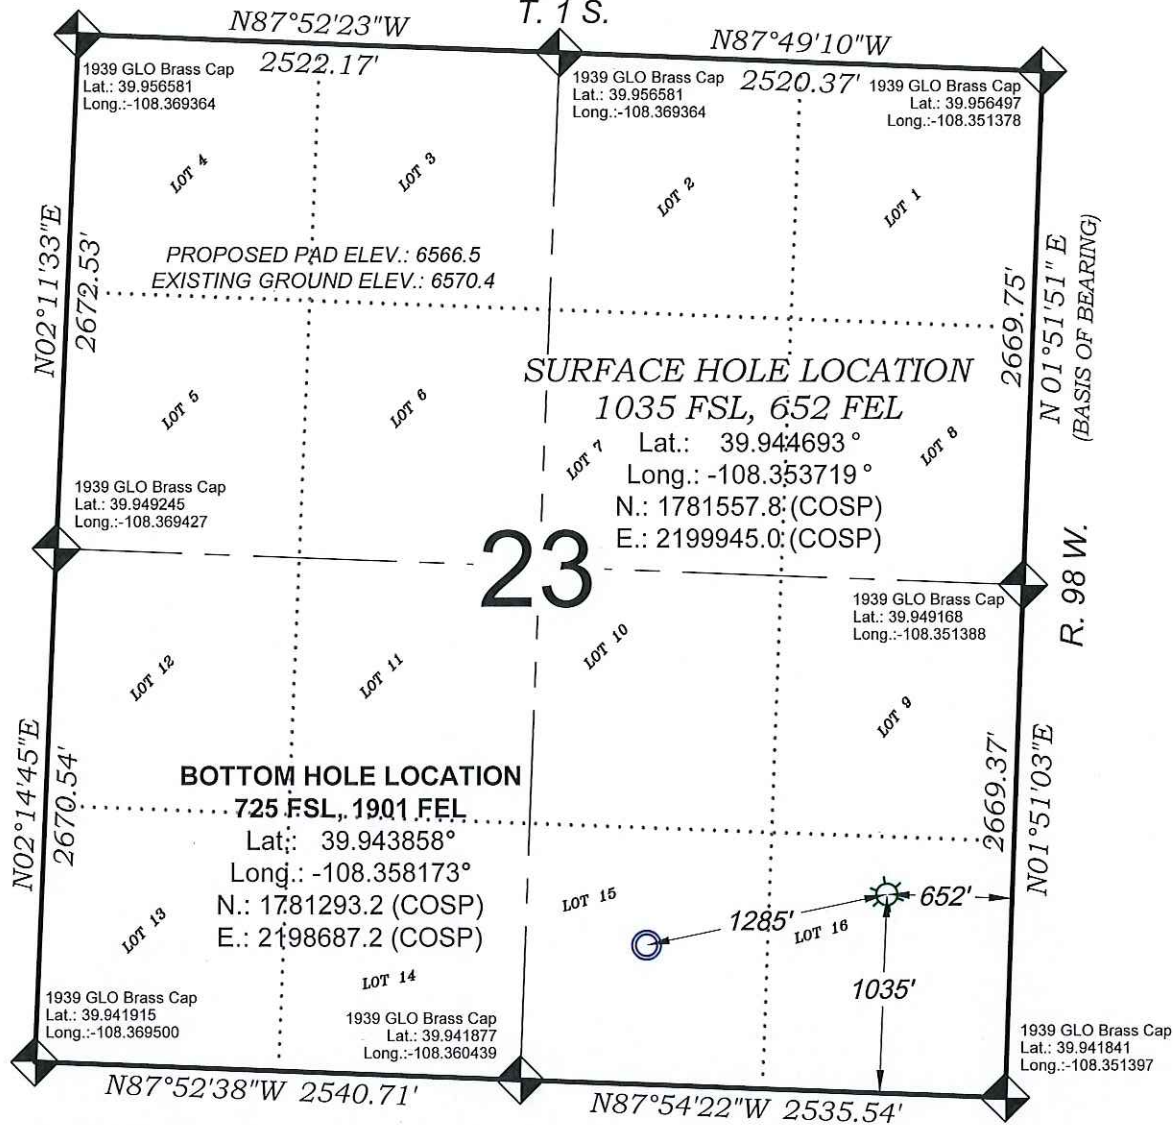 T. 1 S.
N87°52'23"W
2522.17'
N87°49'10"W
2520.37'
1939 GLO Brass Cap
Lat.: 39.956581
Long.:-108.369364
1939 GLO Brass Cap
Lat.: 39.956581
Long.:-108.369364
1939 GLO Brass Cap
Lat.: 39.956497
Long.:-108.351378
LOT 4
LOT 3
LOT 2
LOT 1
N02°11'33"E
2672.53'
PROPOSED PAD ELEV.: 6566.5
EXISTING GROUND ELEV.: 6570.4
2669.75'
N 01°51'51" E
(BASIS OF BEARING)
SURFACE HOLE LOCATION
1035 FSL, 652 FEL
Lat.: 39.944693°
Long.: -108.353719°
N.: 1781557.8 (COSP)
E.: 2199945.0 (COSP)
LOT 5
LOT 6
LOT 7
LOT 8
1939 GLO Brass Cap
Lat.: 39.949245
Long.:-108.369427
23
R. 98 W.
1939 GLO Brass Cap
Lat.: 39.949168
Long.:-108.351388
LOT 12
LOT 11
LOT 10
LOT 9
N02°14'45"E
2670.54'
BOTTOM HOLE LOCATION
725 FSL, 1901 FEL
Lat.: 39.943858°
Long.: -108.358173°
N.: 1781293.2 (COSP)
E.: 2198687.2 (COSP)
2669.37'
N01°51'03"E
LOT 13
LOT 14
LOT 15
LOT 16
1285'
652'
1035'
1939 GLO Brass Cap
Lat.: 39.941915
Long.:-108.369500
1939 GLO Brass Cap
Lat.: 39.941877
Long.:-108.360439
1939 GLO Brass Cap
Lat.: 39.941841
Long.:-108.351397
N87°52'38"W 2540.71'
N87°54'22"W 2535.54'